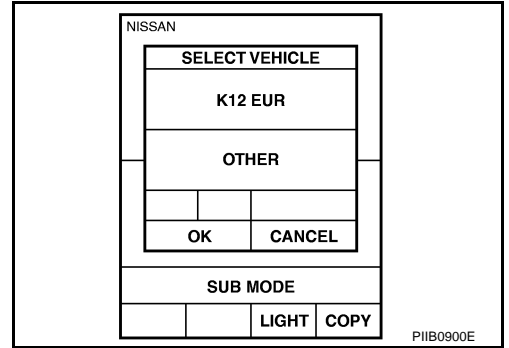 NISSAN
SELECT VEHICLE
K12 EUR
OTHER
OK CANCEL
SUB MODE
LIGHT COPY
PIIB0900E